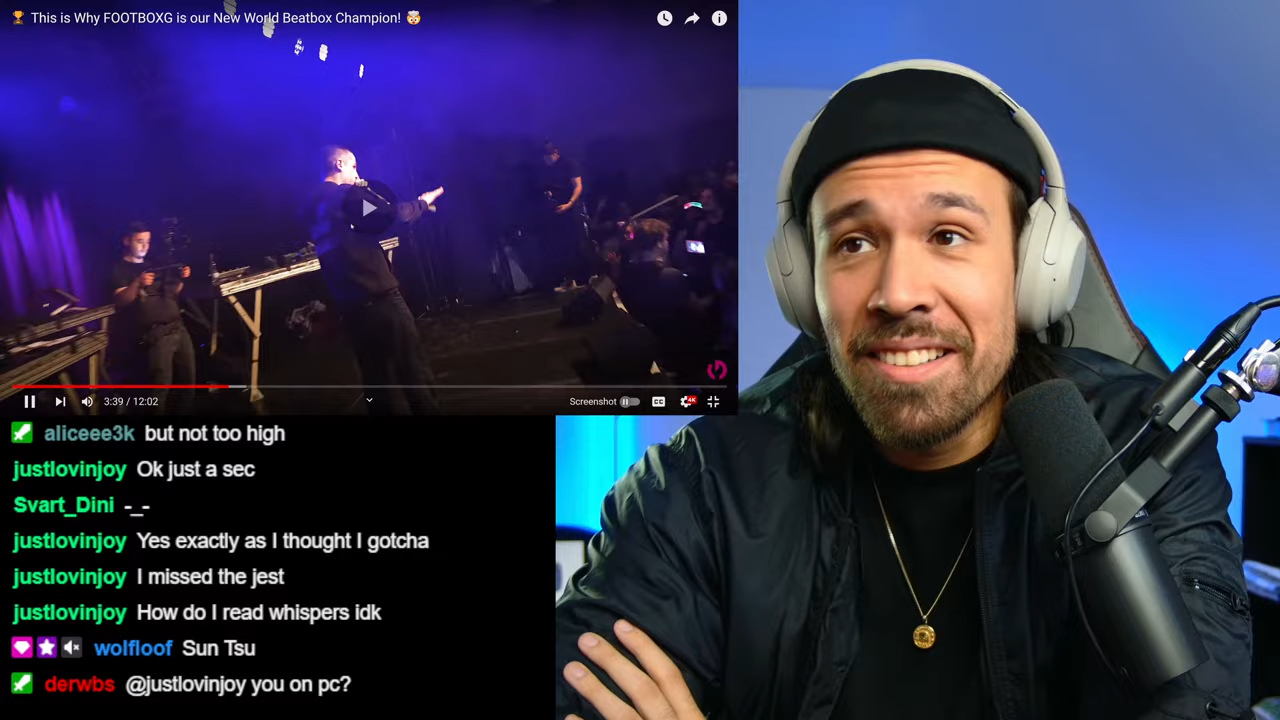 🏆 This is Why FOOTBOXG is our New World Beatbox Champion! 🤯
3:39 / 12:02
Screenshot
CC
4K
aliceee3k but not too high
justlovinjoy Ok just a sec
Svart_Dini -_-
justlovinjoy Yes exactly as I thought I gotcha
justlovinjoy I missed the jest
justlovinjoy How do I read whispers idk
wolfloof Sun Tsu
derwbs @justlovinjoy you on pc?